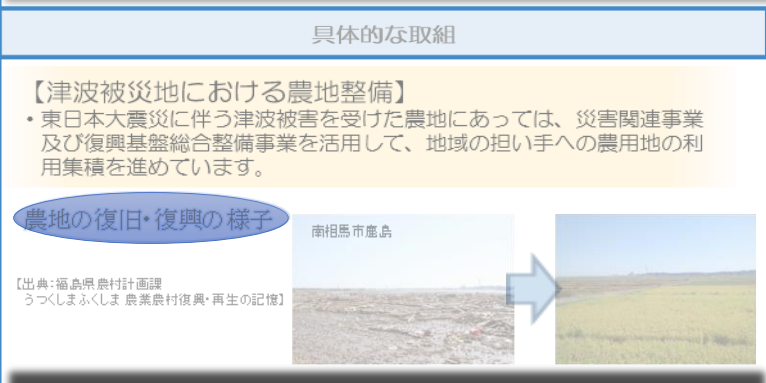 具体的な取組
【津波被災地における農地整備】
・東日本大震災に伴う津波被害を受けた農地にあっては、災害関連事業
及び復興基盤総合整備事業を活用して、地域の担い手への農用地の利
用集積を進めています。
農地の復旧・復興の様子
南相馬市鹿島
【出典:福島県農村計画課
うつくしまふくしま 農業農村復興・再生の記憶】